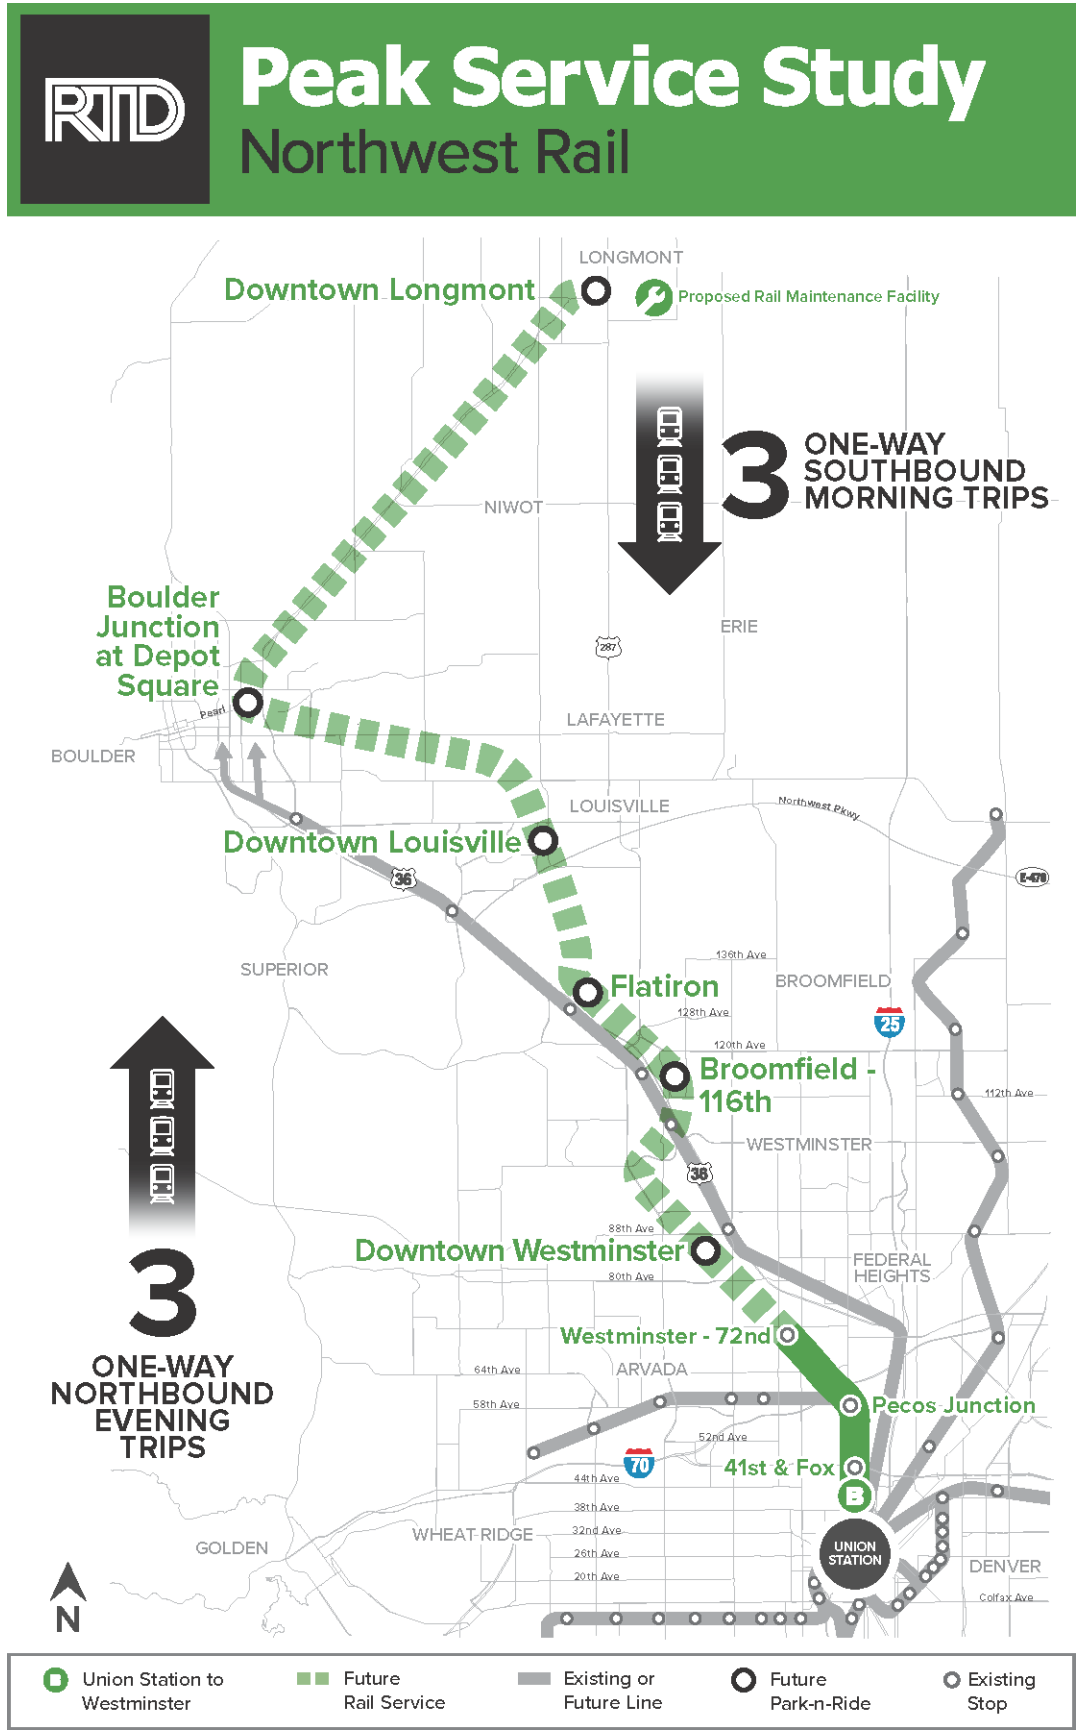 RTD
Peak Service Study
Northwest Rail
LONGMONT
Downtown Longmont
Proposed Rail Maintenance Facility
3
ONE-WAY
SOUTHBOUND
MORNING TRIPS
NIWOT
Boulder
Junction
at Depot
Square
ERIE
287
Pearl
LAFAYETTE
BOULDER
LOUISVILLE
Northwest Pkwy
Downtown Louisville
36
E-470
SUPERIOR
136th Ave
BROOMFIELD
Flatiron
128th Ave
25
120th Ave
Broomfield -
116th
112th Ave
WESTMINSTER
36
88th Ave
Downtown Westminster
80th Ave
FEDERAL
HEIGHTS
3
ONE-WAY
NORTHBOUND
EVENING
TRIPS
Westminster - 72nd
64th Ave
ARVADA
58th Ave
Pecos Junction
52nd Ave
70
41st & Fox
44th Ave
B
38th Ave
GOLDEN
WHEAT RIDGE
32nd Ave
UNION
STATION
26th Ave
DENVER
20th Ave
Colfax Ave
N
B
Union Station to
Westminster
Future
Rail Service
Existing or
Future Line
Future
Park-n-Ride
Existing
Stop